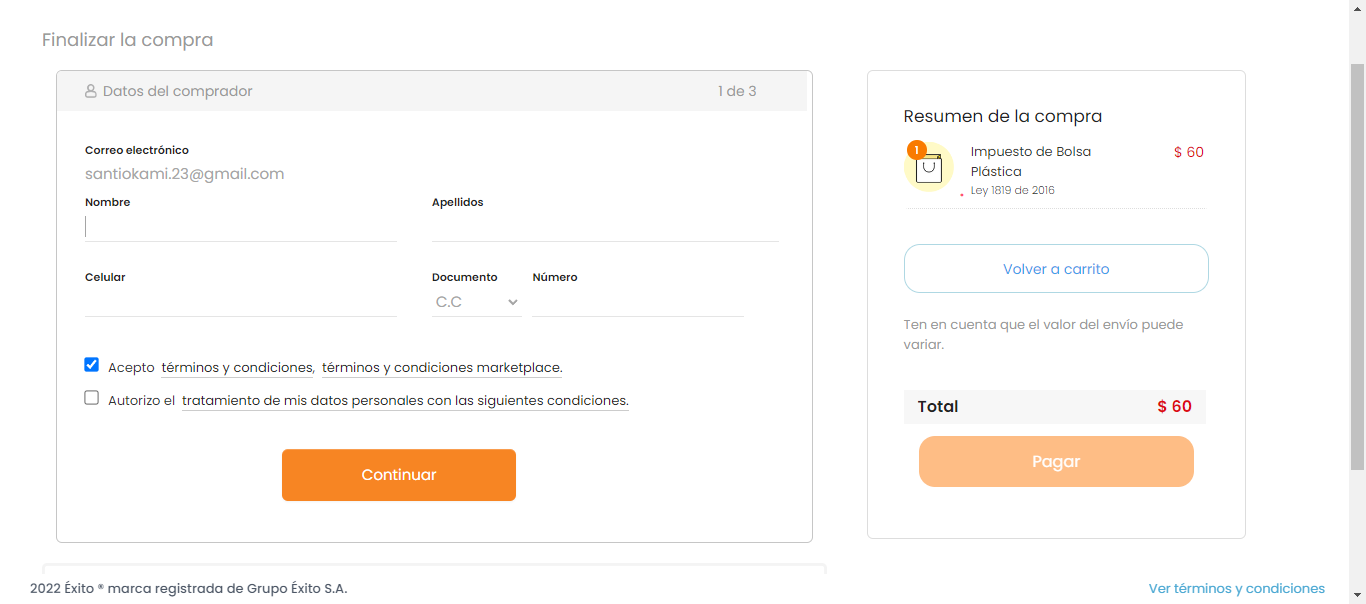 Finalizar la compra
Datos del comprador
1 de 3
Correo electrónico
santiokami.23@gmail.com
Nombre
Apellidos
Celular
Documento
Número
C.C
Acepto términos y condiciones, términos y condiciones marketplace.
Autorizo el tratamiento de mis datos personales con las siguientes condiciones.
Continuar
Resumen de la compra
1
Impuesto de Bolsa
Plástica
$ 60
Ley 1819 de 2016
Volver a carrito
Ten en cuenta que el valor del envío puede
variar.
Total $ 60
Pagar
2022 Éxito ® marca registrada de Grupo Éxito S.A.
Ver términos y condiciones